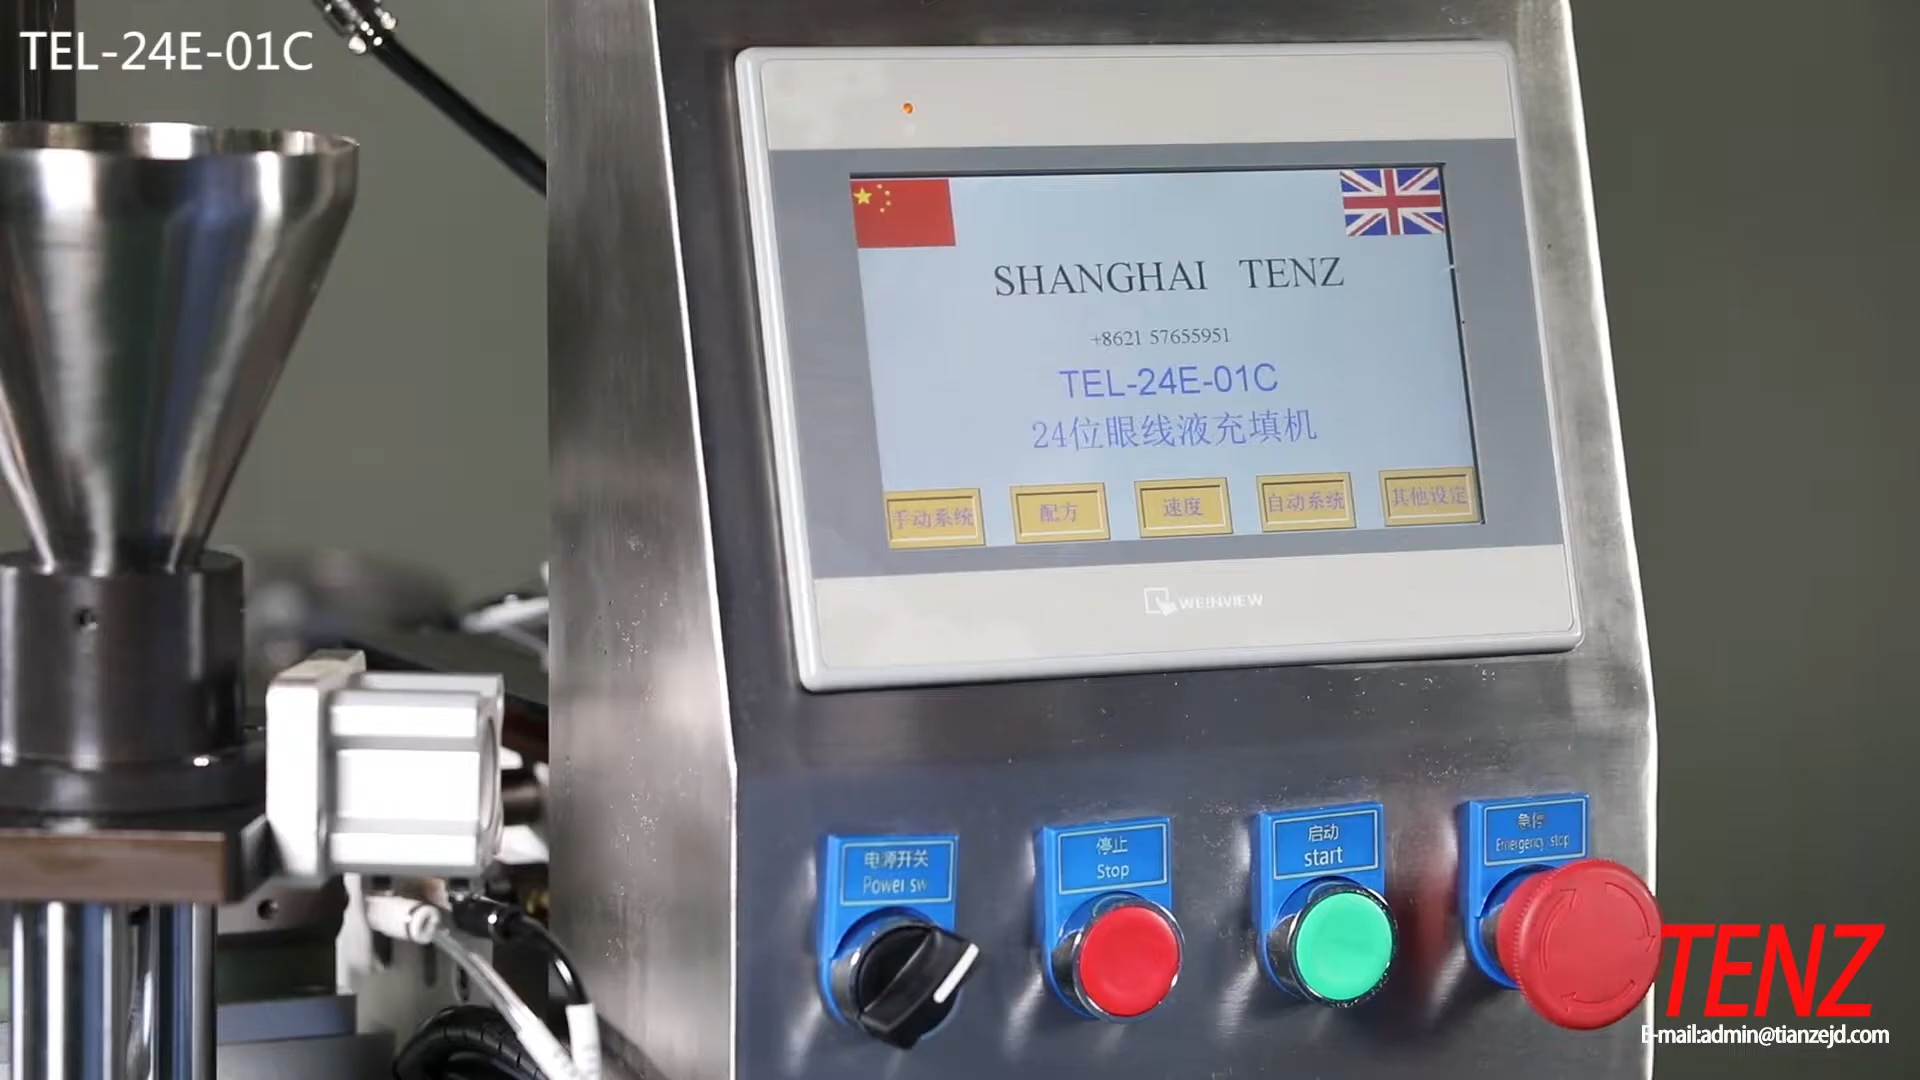 TEL-24E-01C
SHANGHAI TENZ
+8621 57655951
TEL-24E-01C
24位眼线液充填机
手动系统
配方
速度
自动系统
其他设定
WEINVIEW
电源开关
Power sw
停止
Stop
启动
start
急停
Emergency stop
TENZ
E-mail:admin@tianzejd.com